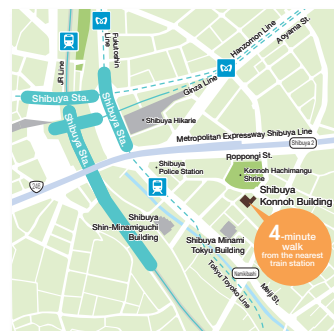 Fukutoshin
Line
JR Line
Hanzomon Line
Aoyama St.
Ginza Line
Shibuya Sta.
Shibuya Sta.
Shibuya Sta.
Shibuya Hikarie
Metropolitan Expressway Shibuya Line
Shibuya 2
Roppongi St.
Shibuya
Police Station
Konnoh Hachimangu
Shrine
Shibuya
Konnoh Building
246
4-minute
walk
from the nearest
train station
Shibuya
Shin-Minamiguchi
Building
Shibuya Minami
Tokyu Building
Namikibashi
Tokyu Toyoko Line
Meiji St.